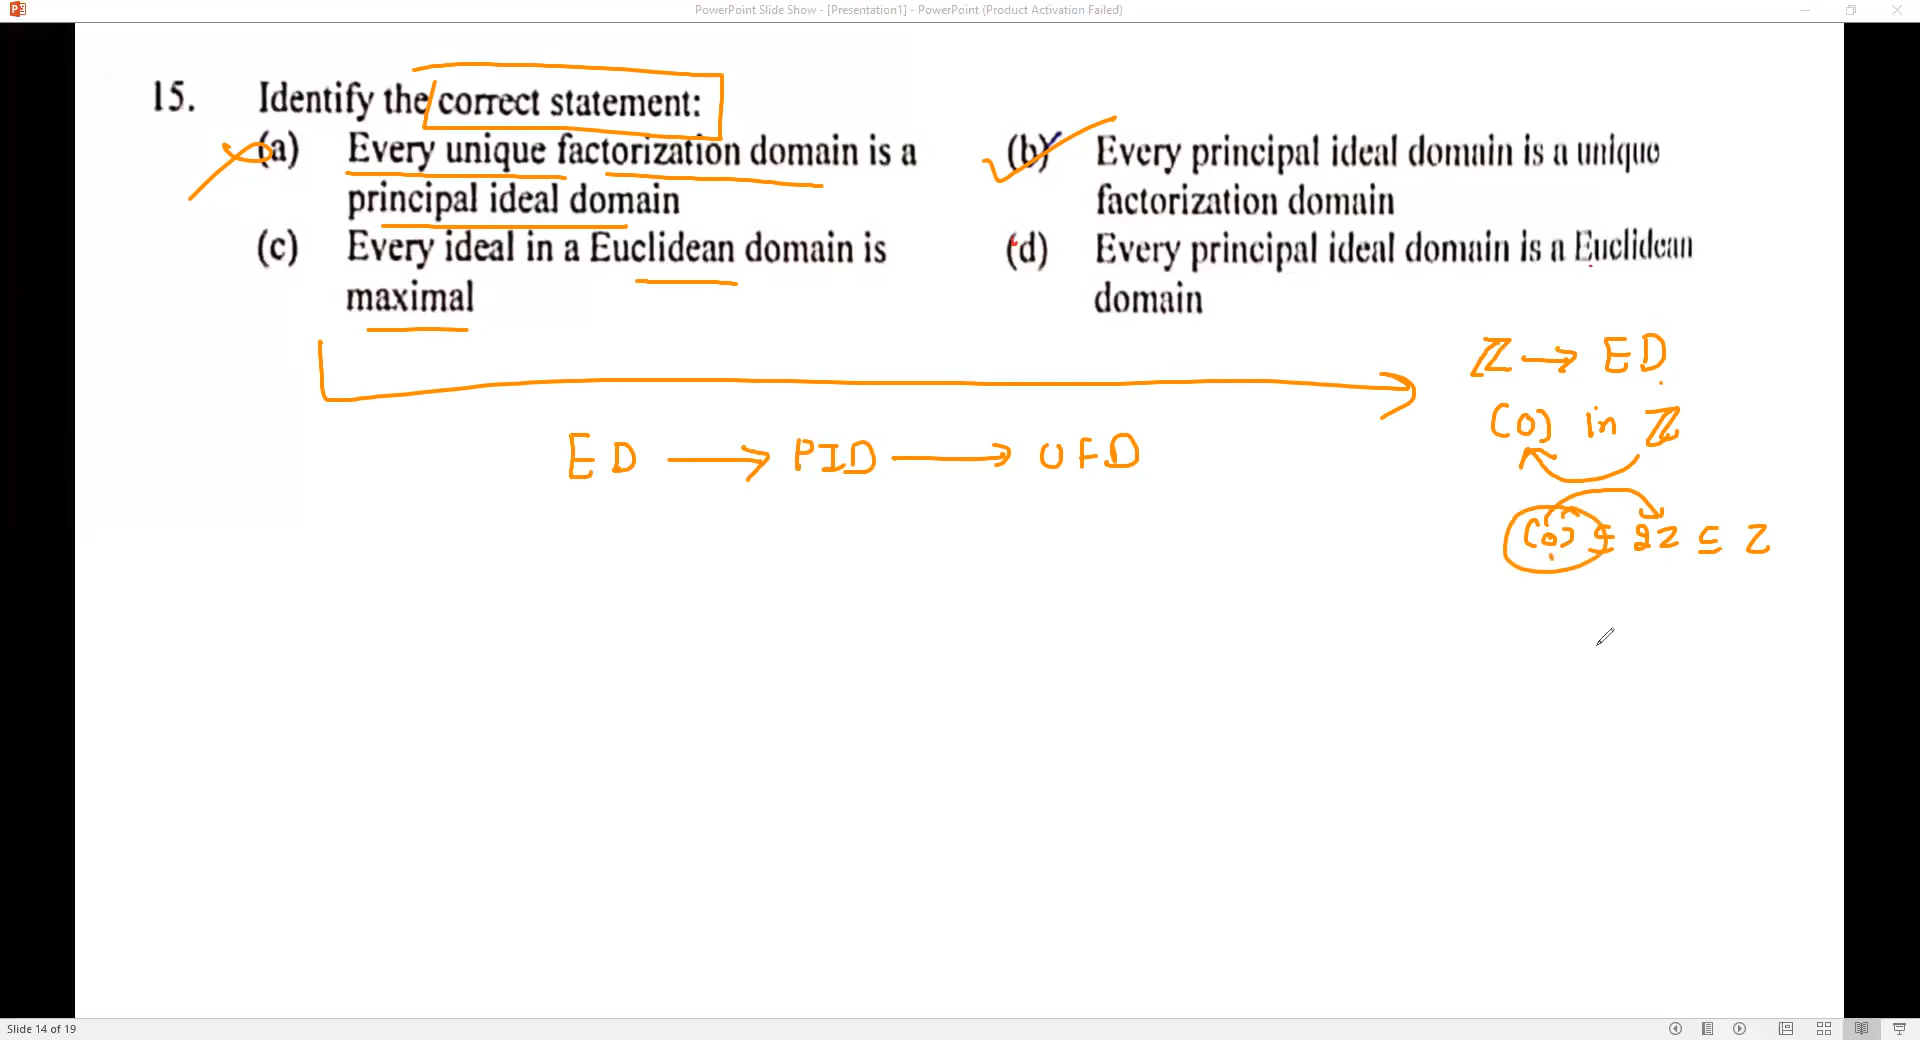 PowerPoint Slide Show - [Presentation1] - PowerPoint (Product Activation Failed)
15. Identify the correct statement:
(a) Every unique factorization domain is a
principal ideal domain
(b) Every principal ideal domain is a unique
factorization domain
(c) Every ideal in a Euclidean domain is
maximal
(d) Every principal ideal domain is a Euclidean
domain
ℤ → ED
(0) in ℤ
ED → PID → UFD
(0) ⊊ 2Z ⊆ Z
Slide 14 of 19